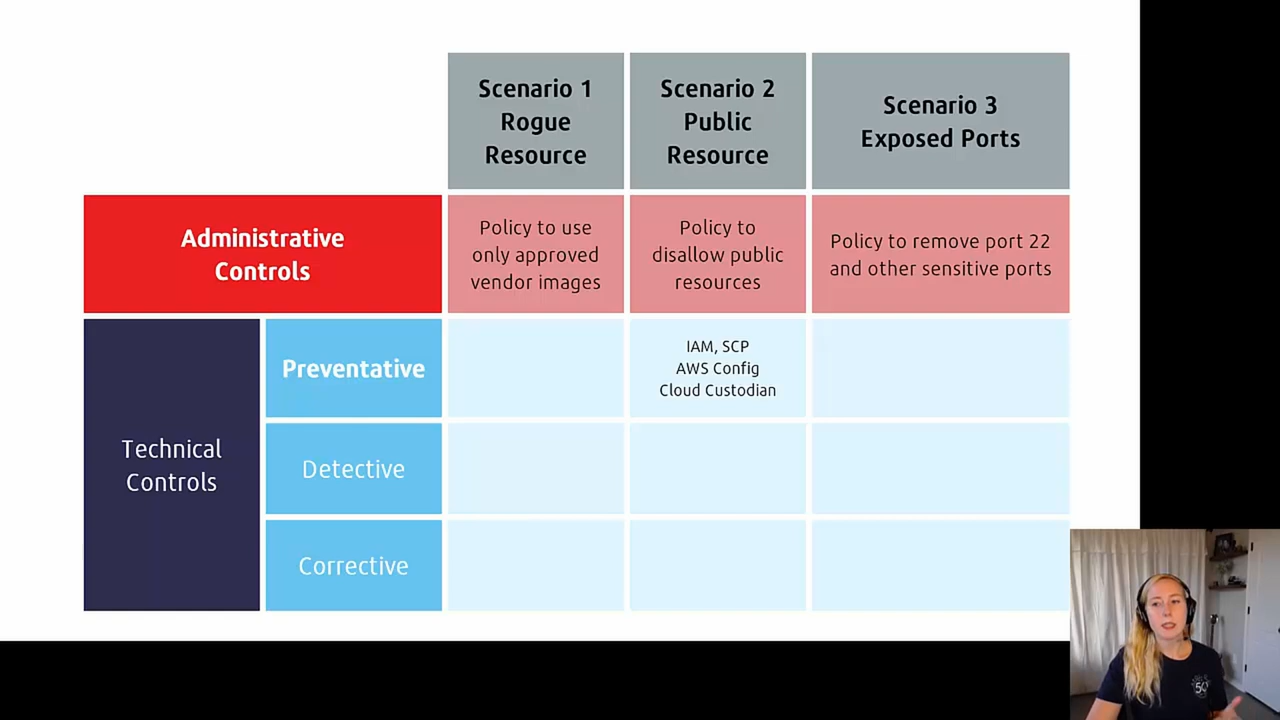 Scenario 1
Rogue
Resource
Scenario 2
Public
Resource
Scenario 3
Exposed Ports
Administrative
Controls
Policy to use
only approved
vendor images
Policy to
disallow public
resources
Policy to remove port 22
and other sensitive ports
Technical
Controls
Preventative
IAM, SCP
AWS Config
Cloud Custodian
Detective
Corrective